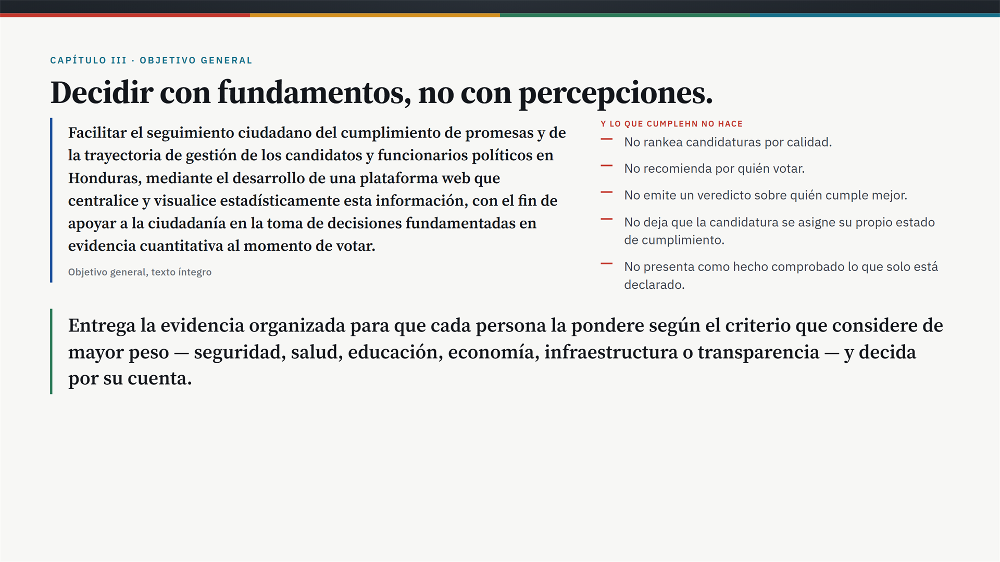 CAPÍTULO III · OBJETIVO GENERAL
Decidir con fundamentos, no con percepciones.
Facilitar el seguimiento ciudadano del cumplimiento de promesas y de
la trayectoria de gestión de los candidatos y funcionarios políticos en
Honduras, mediante el desarrollo de una plataforma web que
centralice y visualice estadísticamente esta información, con el fin de
apoyar a la ciudadanía en la toma de decisiones fundamentadas en
evidencia cuantitativa al momento de votar.
Objetivo general, texto íntegro
Y LO QUE CUMPLEHN NO HACE
No rankea candidaturas por calidad.
No recomienda por quién votar.
No emite un veredicto sobre quién cumple mejor.
No deja que la candidatura se asigne su propio estado
de cumplimiento.
No presenta como hecho comprobado lo que solo está
declarado.
Entrega la evidencia organizada para que cada persona la pondere según el criterio que considere de
mayor peso — seguridad, salud, educación, economía, infraestructura o transparencia — y decida
por su cuenta.